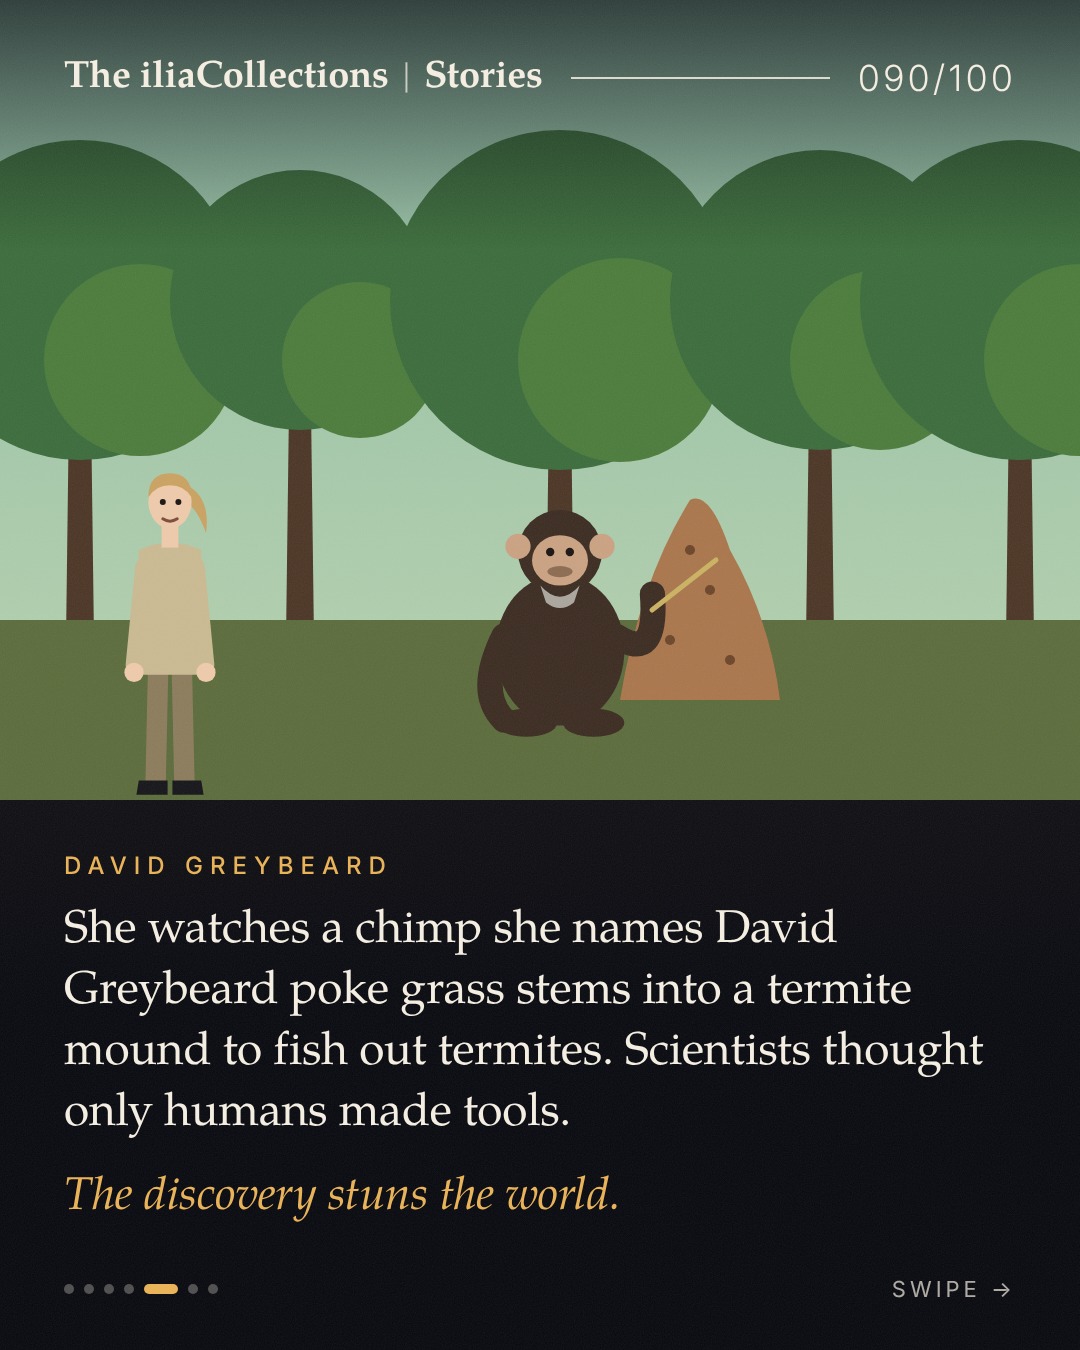 The iliaCollections | Stories
090/100
DAVID GREYBEARD
She watches a chimp she names David
Greybeard poke grass stems into a termite
mound to fish out termites. Scientists thought
only humans made tools.
The discovery stuns the world.
SWIPE →